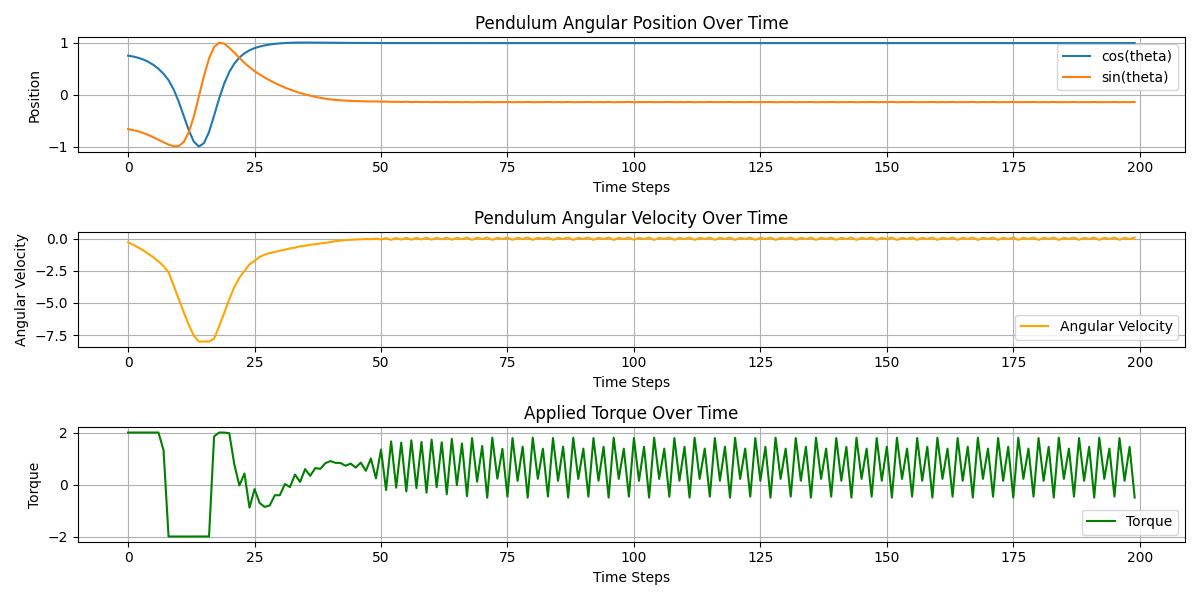 Pendulum Angular Position Over Time
1
0
−1
Position
cos(theta)
sin(theta)
0 25 50 75 100 125 150 175 200
Time Steps
Pendulum Angular Velocity Over Time
0.0
−2.5
−5.0
−7.5
Angular Velocity
Angular Velocity
0 25 50 75 100 125 150 175 200
Time Steps
Applied Torque Over Time
2
0
−2
Torque
Torque
0 25 50 75 100 125 150 175 200
Time Steps